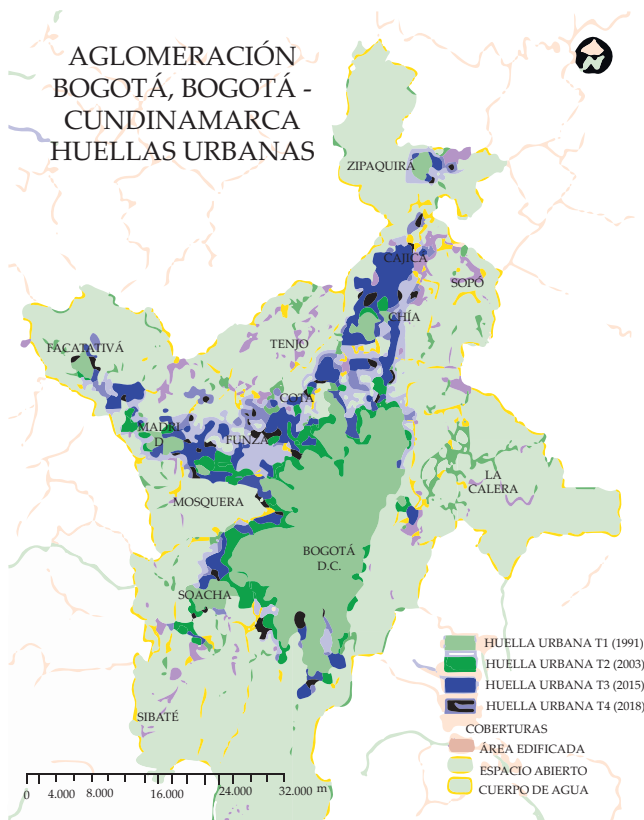 AGLOMERACIÓN
BOGOTÁ, BOGOTÁ -
CUNDINAMARCA
HUELLAS URBANAS
ZIPAQUIRÁ
CAJICÁ
SOPÓ
CHÍA
TENJO
FACATATIVÁ
COTA
MADRI
D
FUNZA
LA
CALERA
MOSQUERA
BOGOTÁ
D.C.
SOACHA
SIBATÉ
HUELLA URBANA T1 (1991)
HUELLA URBANA T2 (2003)
HUELLA URBANA T3 (2015)
HUELLA URBANA T4 (2018)
COBERTURAS
ÁREA EDIFICADA
ESPACIO ABIERTO
CUERPO DE AGUA
0 4.000 8.000 16.000 24.000 32.000 m